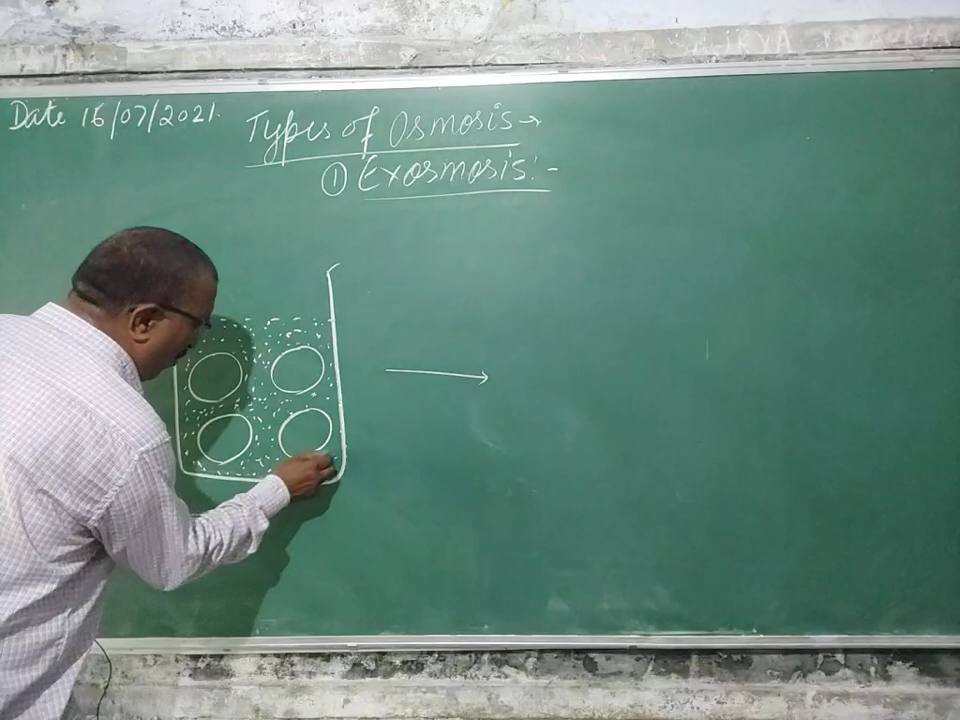 Date 16/07/2021.
Types of Osmosis →
① Exosmosis :-